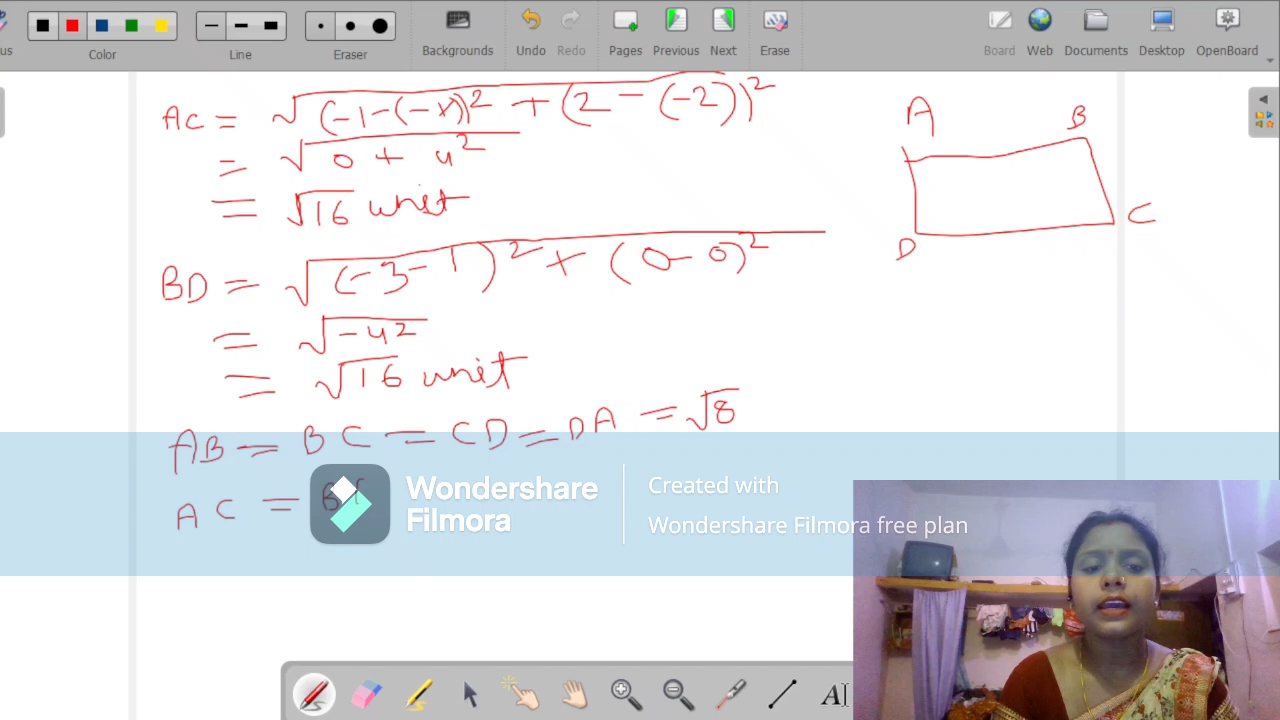 Color
Line
Eraser
Backgrounds
Undo
Redo
Pages
Previous
Next
Erase
Board
Web
Documents
Desktop
OpenBoard
AC = √(-1-(-1))² + (2-(-2))²
= √0 + 4²
= √16 unit
BD = √(-3-1)² + (0-0)²
= √-4²
= √16 unit
AB = BC = CD = DA = √8
AC =
A
B
C
D
Wondershare
Filmora
Created with
Wondershare Filmora free plan